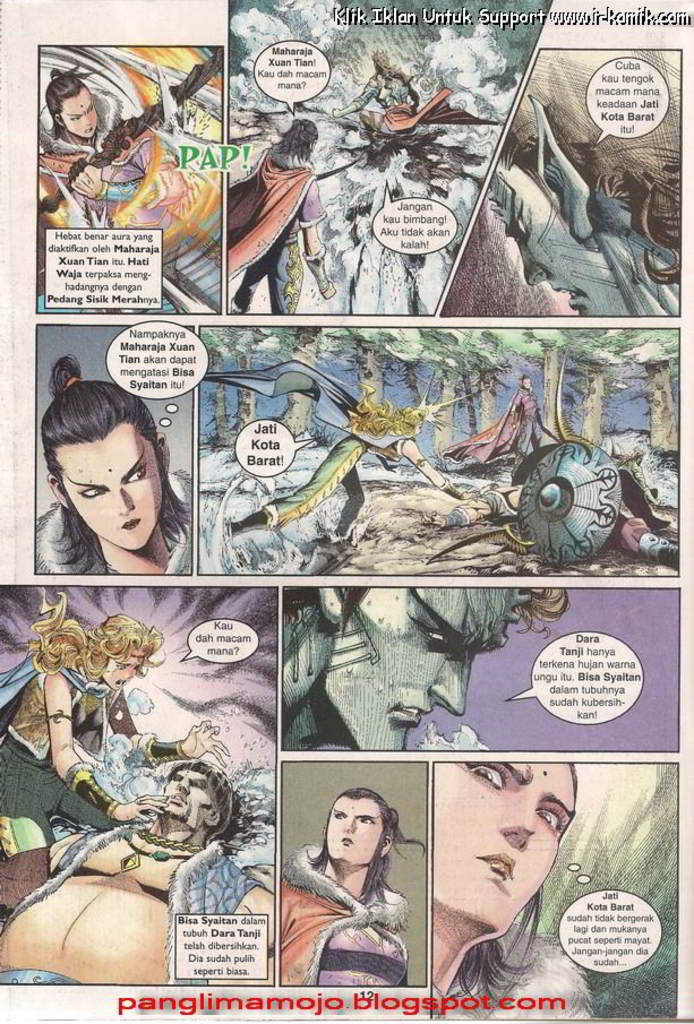 Klik Iklan Untuk Support www.i-komik.com
PAP!
Hebat benar aura yang
diaktifkan oleh Maharaja
Xuan Tian itu. Hati
Waja terpaksa meng-
hadangnya dengan
Pedang Sisik Merahnya.
Maharaja
Xuan Tian!
Kau dah macam
mana?
Jangan
kau bimbang!
Aku tidak akan
kalah!
Cuba
kau tengok
macam mana
keadaan Jati
Kota Barat
itu!
Nampaknya
Maharaja Xuan
Tian akan dapat
mengatasi Bisa
Syaitan itu!
Jati
Kota
Barat!
Kau
dah macam
mana?
Bisa Syaitan dalam
tubuh Dara Tanji
telah dibersihkan.
Dia sudah pulih
seperti biasa.
Dara
Tanji hanya
terkena hujan warna
ungu itu. Bisa Syaitan
dalam tubuhnya
sudah kubersih-
kan!
Jati
Kota Barat
sudah tidak bergerak
lagi dan mukanya
pucat seperti mayat.
Jangan-jangan dia
sudah...
12
panglimamojo.blogspot.com